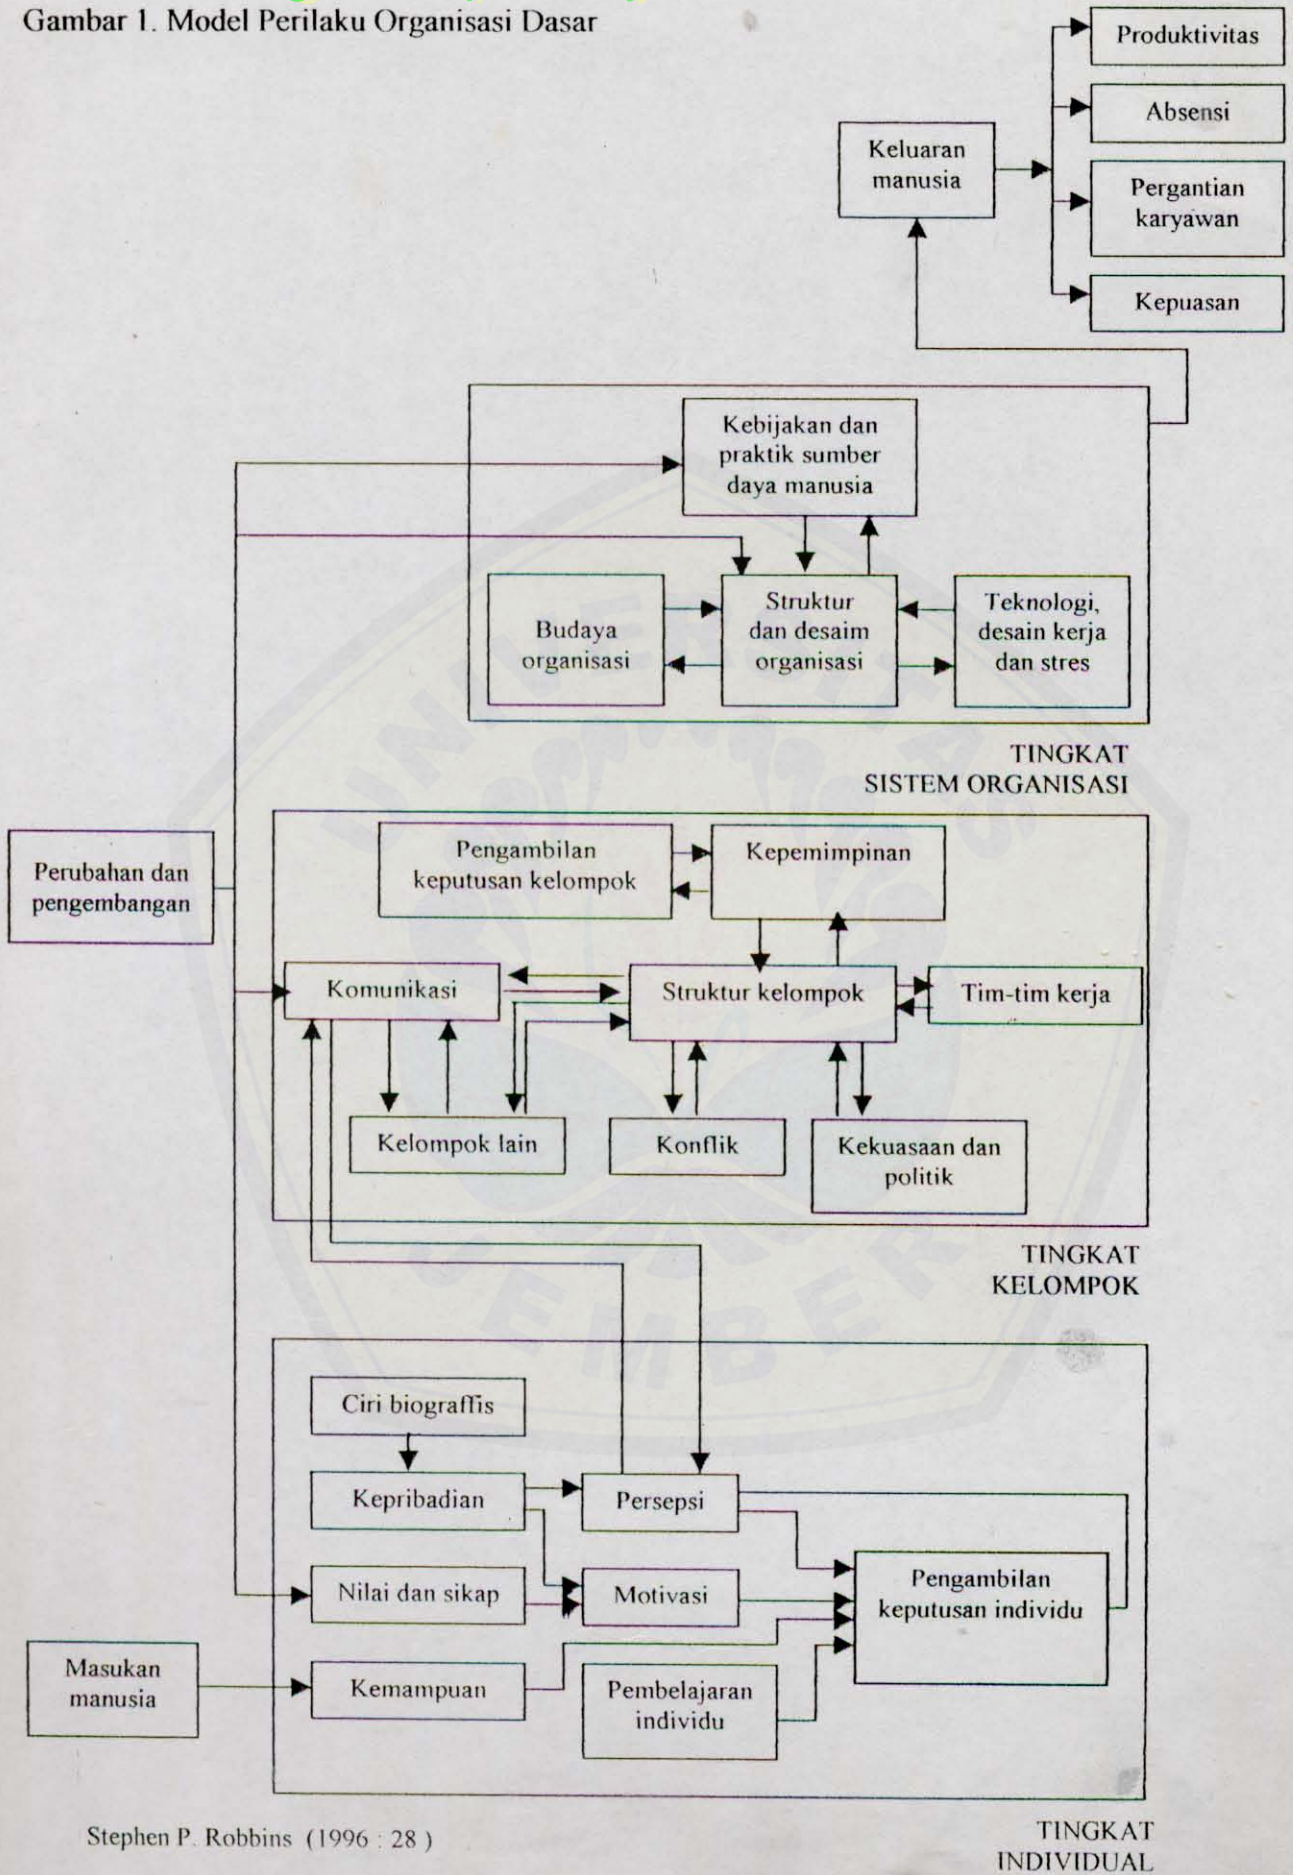 Gambar 1. Model Perilaku Organisasi Dasar
Produktivitas
Absensi
Keluaran
manusia
Pergantian
karyawan
Kepuasan
Kebijakan dan
praktik sumber
daya manusia
Budaya
organisasi
Struktur
dan desaim
organisasi
Teknologi,
desain kerja
dan stres
TINGKAT
SISTEM ORGANISASI
Perubahan dan
pengembangan
Pengambilan
keputusan kelompok
Kepemimpinan
Komunikasi
Struktur kelompok
Tim-tim kerja
Kelompok lain
Konflik
Kekuasaan dan
politik
TINGKAT
KELOMPOK
Ciri biograffis
Kepribadian
Persepsi
Nilai dan sikap
Motivasi
Pengambilan
keputusan individu
Masukan
manusia
Kemampuan
Pembelajaran
individu
TINGKAT
INDIVIDUAL
Stephen P. Robbins (1996 : 28 )
UNIVERSITAS
JEMBER